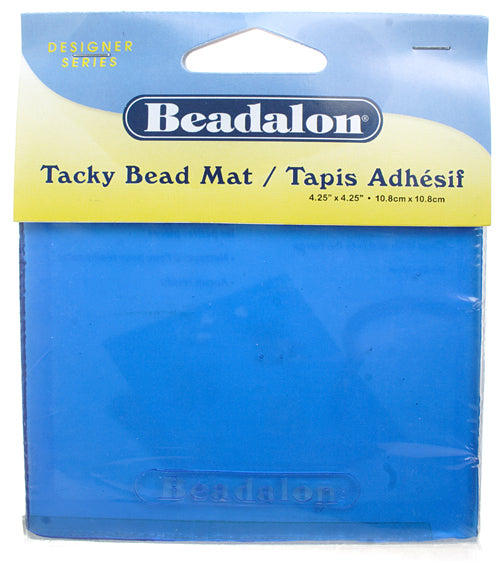 DESIGNER
SERIES
Beadalon®
Tacky Bead Mat / Tapis Adhésif
4.25" x 4.25" • 10.8cm x 10.8cm
Beadalon